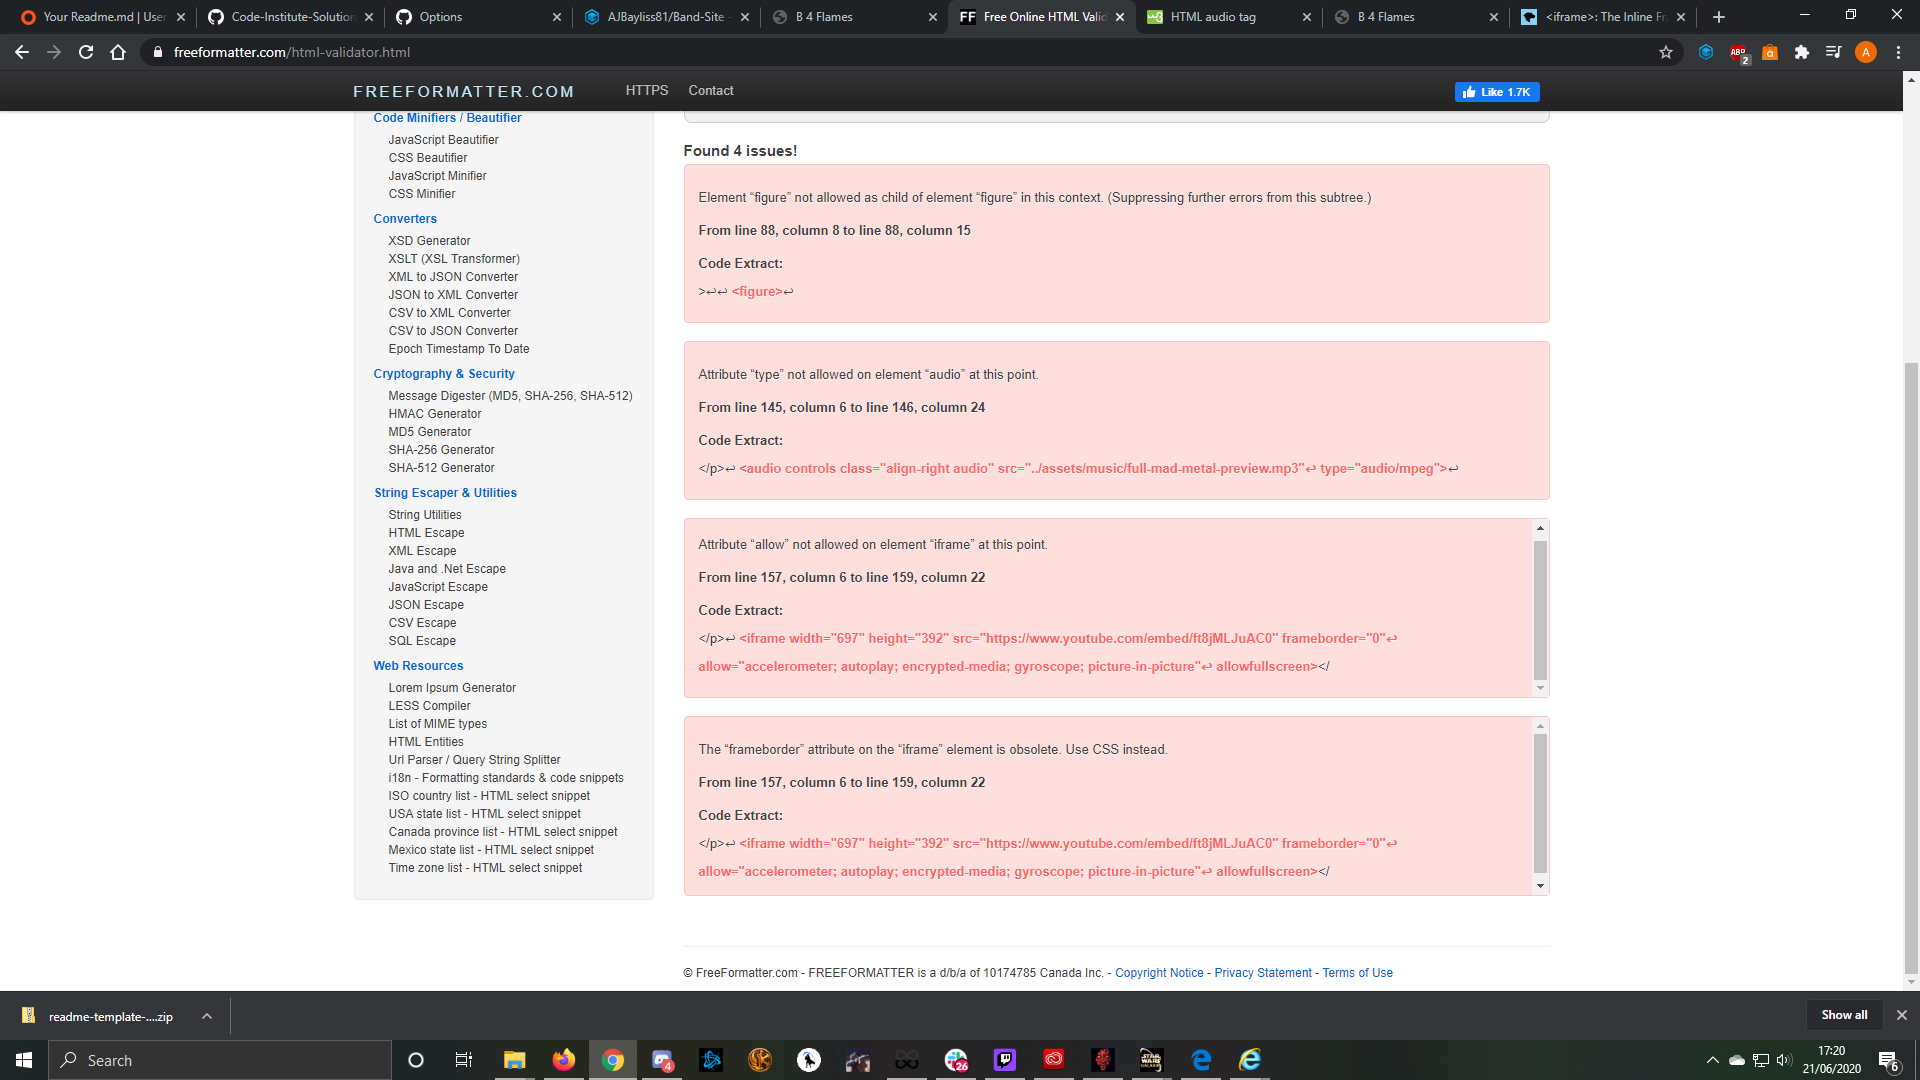 Your Readme.md | User
Code-Institute-Solution
Options
AJBayliss81/Band-Site -
B 4 Flames
FF Free Online HTML Valid
HTML audio tag
B 4 Flames
<iframe>: The Inline Fr
freeformatter.com/html-validator.html
ABP 2
A
FREEFORMATTER.COM
HTTPS
Contact
Like 1.7K
Code Minifiers / Beautifier
JavaScript Beautifier
CSS Beautifier
JavaScript Minifier
CSS Minifier
Converters
XSD Generator
XSLT (XSL Transformer)
XML to JSON Converter
JSON to XML Converter
CSV to XML Converter
CSV to JSON Converter
Epoch Timestamp To Date
Cryptography & Security
Message Digester (MD5, SHA-256, SHA-512)
HMAC Generator
MD5 Generator
SHA-256 Generator
SHA-512 Generator
String Escaper & Utilities
String Utilities
HTML Escape
XML Escape
Java and .Net Escape
JavaScript Escape
JSON Escape
CSV Escape
SQL Escape
Web Resources
Lorem Ipsum Generator
LESS Compiler
List of MIME types
HTML Entities
Url Parser / Query String Splitter
i18n - Formatting standards & code snippets
ISO country list - HTML select snippet
USA state list - HTML select snippet
Canada province list - HTML select snippet
Mexico state list - HTML select snippet
Time zone list - HTML select snippet
Found 4 issues!
Element “figure” not allowed as child of element “figure” in this context. (Suppressing further errors from this subtree.)
From line 88, column 8 to line 88, column 15
Code Extract:
>↩↩ <figure>↩
Attribute “type” not allowed on element “audio” at this point.
From line 145, column 6 to line 146, column 24
Code Extract:
</p>↩ <audio controls class="align-right audio" src="../assets/music/full-mad-metal-preview.mp3"↩ type="audio/mpeg">↩
Attribute “allow” not allowed on element “iframe” at this point.
From line 157, column 6 to line 159, column 22
Code Extract:
</p>↩ <iframe width="697" height="392" src="https://www.youtube.com/embed/ft8jMLJuAC0" frameborder="0"↩
allow="accelerometer; autoplay; encrypted-media; gyroscope; picture-in-picture"↩ allowfullscreen></
The “frameborder” attribute on the “iframe” element is obsolete. Use CSS instead.
From line 157, column 6 to line 159, column 22
Code Extract:
</p>↩ <iframe width="697" height="392" src="https://www.youtube.com/embed/ft8jMLJuAC0" frameborder="0"↩
allow="accelerometer; autoplay; encrypted-media; gyroscope; picture-in-picture"↩ allowfullscreen></
© FreeFormatter.com - FREEFORMATTER is a d/b/a of 10174785 Canada Inc. - Copyright Notice - Privacy Statement - Terms of Use
readme-template-....zip
Show all
Search
4
26
17:20
21/06/2020
6